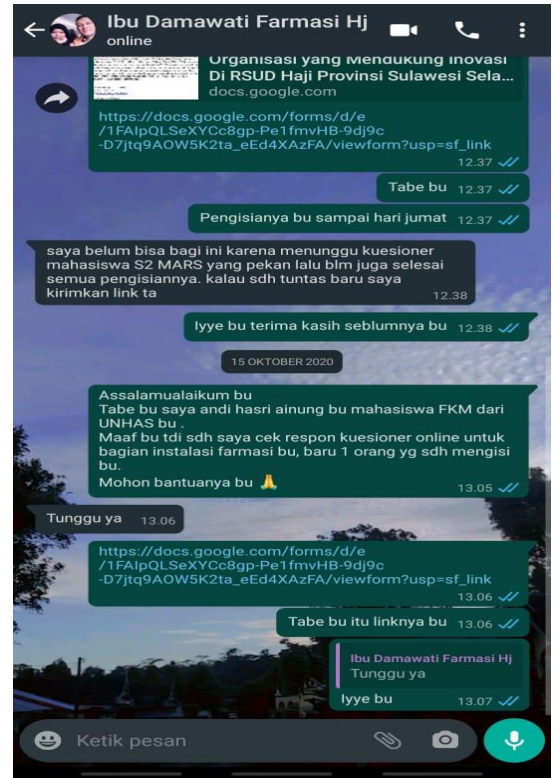 Ibu Damawati Farmasi Hj
online
Organisasi yang Mendukung Inovasi
Di RSUD Haji Provinsi Sulawesi Sela...
docs.google.com
https://docs.google.com/forms/d/e
/1FAIpQLSeXYCc8gp-Pe1fmvHB-9dj9c
-D7jtq9AOW5K2ta_eEd4XAzFA/viewform?usp=sf_link
12.37
Tabe bu 12.37
Pengisianya bu sampai hari jumat 12.37
saya belum bisa bagi ini karena menunggu kuesioner
mahasiswa S2 MARS yang pekan lalu blm juga selesai
semua pengisiannya. kalau sdh tuntas baru saya
kirimkan link ta
12.38
Iyye bu terima kasih seblumnya bu 12.38
15 OKTOBER 2020
Assalamualaikum bu
Tabe bu saya andi hasri ainung bu mahasiswa FKM dari
UNHAS bu .
Maaf bu tdi sdh saya cek respon kuesioner online untuk
bagian instalasi farmasi bu, baru 1 orang yg sdh mengisi
bu.
Mohon bantuanya bu 🙏
13.05
Tunggu ya 13.06
https://docs.google.com/forms/d/e
/1FAIpQLSeXYCc8gp-Pe1fmvHB-9dj9c
-D7jtq9AOW5K2ta_eEd4XAzFA/viewform?usp=sf_link
13.06
Tabe bu itu linknya bu 13.06
Ibu Damawati Farmasi Hj
Tunggu ya
Iyye bu 13.07
Ketik pesan